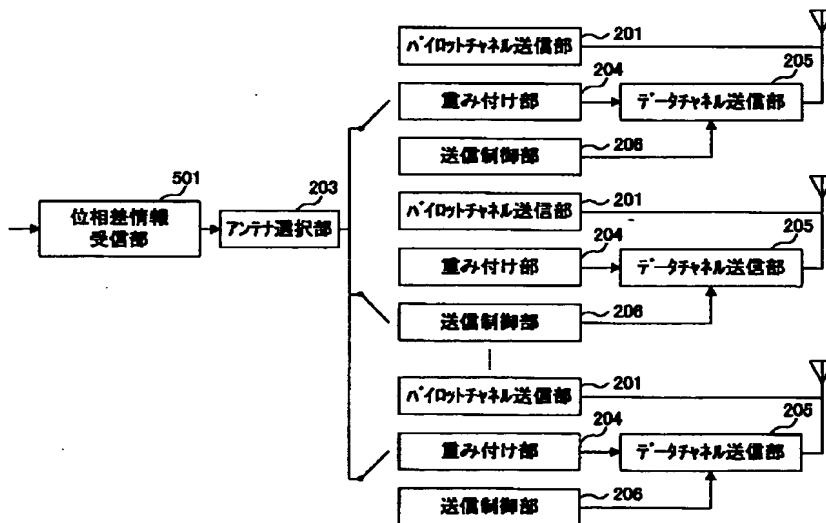 201
パイロットチャネル送信部
204
205
重み付け部
データチャネル送信部
206
送信制御部
501
203
201
位相差情報
受信部
アンテナ選択部
パイロットチャネル送信部
204
205
重み付け部
データチャネル送信部
206
送信制御部
201
パイロットチャネル送信部
204
205
重み付け部
データチャネル送信部
206
送信制御部